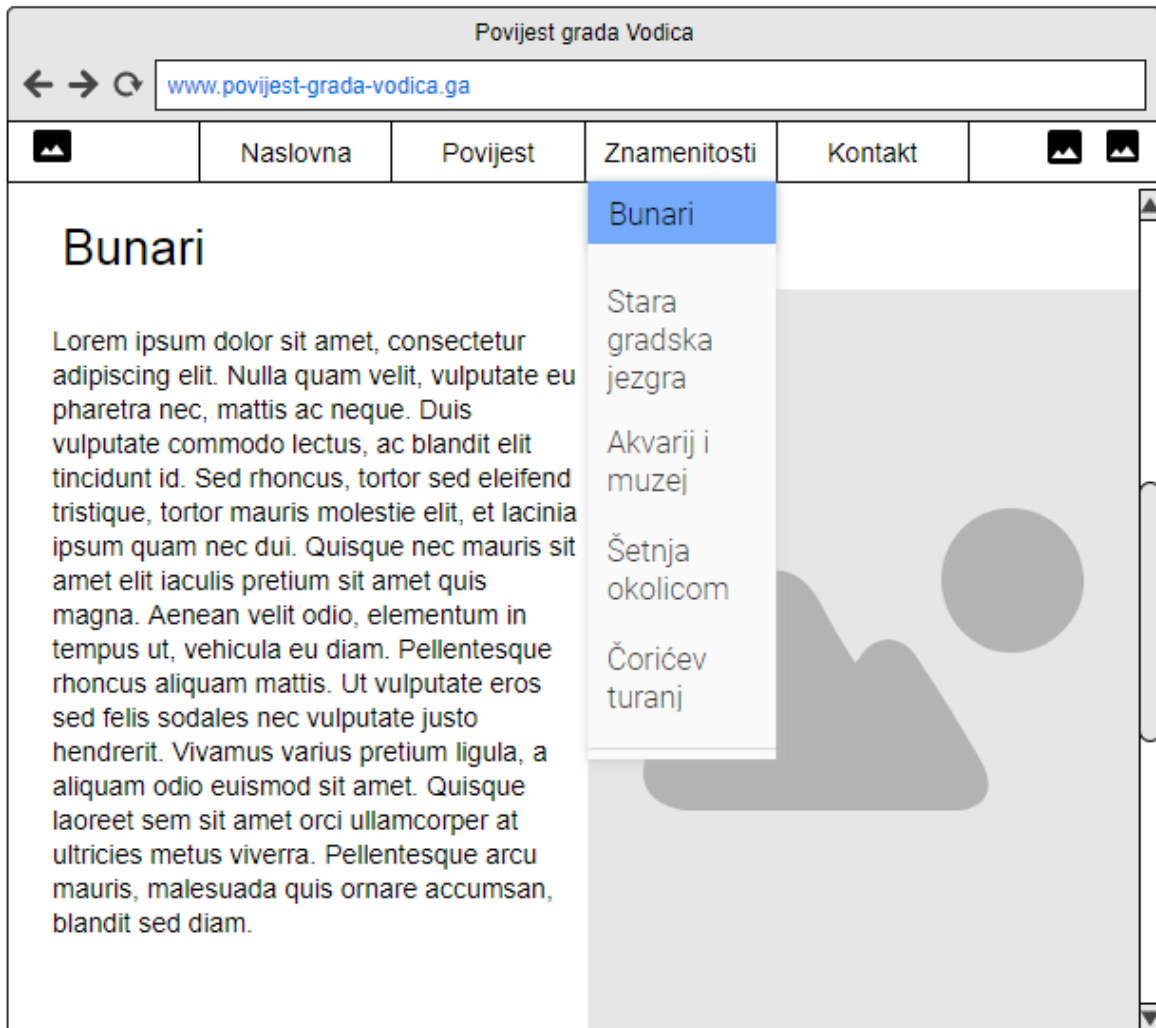 Povijest grada Vodica
www.povijest-grada-vodica.ga
Naslovna
Povijest
Znamenitosti
Kontakt
Bunari
Stara
gradska
jezgra
Akvarij i
muzej
Šetnja
okolicom
Čorićev
turanj
Bunari
Lorem ipsum dolor sit amet, consectetur
adipiscing elit. Nulla quam velit, vulputate eu
pharetra nec, mattis ac neque. Duis
vulputate commodo lectus, ac blandit elit
tincidunt id. Sed rhoncus, tortor sed eleifend
tristique, tortor mauris molestie elit, et lacinia
ipsum quam nec dui. Quisque nec mauris sit
amet elit iaculis pretium sit amet quis
magna. Aenean velit odio, elementum in
tempus ut, vehicula eu diam. Pellentesque
rhoncus aliquam mattis. Ut vulputate eros
sed felis sodales nec vulputate justo
hendrerit. Vivamus varius pretium ligula, a
aliquam odio euismod sit amet. Quisque
laoreet sem sit amet orci ullamcorper at
ultricies metus viverra. Pellentesque arcu
mauris, malesuada quis ornare accumsan,
blandit sed diam.